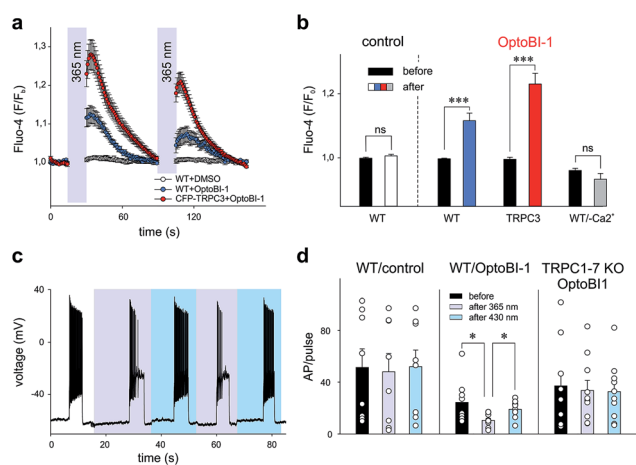 a
365 nm
365 nm
1,3
1,2
1,1
1,0
Fluo-4 (F/F₀)
0
60
120
180
time (s)
WT+DMSO
WT+OptoBI-1
CFP-TRPC3+OptoBI-1
b
control
OptoBI-1
before
after
1,2
1,0
Fluo-4 (F/F₀)
ns
***
***
ns
WT
WT
TRPC3
WT/-Ca2⁺
c
40
0
-40
voltage (mV)
0
20
40
60
80
time (s)
d
WT/control
WT/OptoBI-1
TRPC1-7 KO
OptoBI1
before
after 365 nm
after 430 nm
100
80
60
40
20
0
AP/pulse
*
*